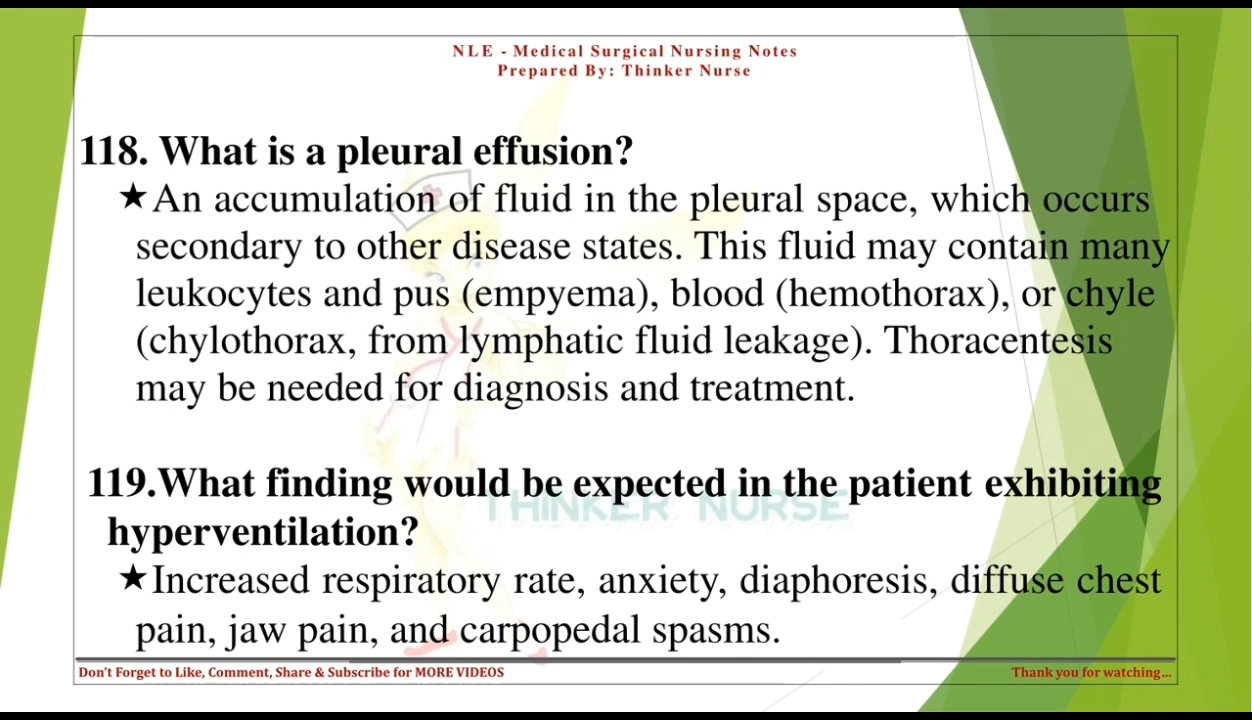 NLE - Medical Surgical Nursing Notes
Prepared By: Thinker Nurse
118. What is a pleural effusion?
★An accumulation of fluid in the pleural space, which occurs
secondary to other disease states. This fluid may contain many
leukocytes and pus (empyema), blood (hemothorax), or chyle
(chylothorax, from lymphatic fluid leakage). Thoracentesis
may be needed for diagnosis and treatment.
119.What finding would be expected in the patient exhibiting
THINKER NURSE
hyperventilation?
★Increased respiratory rate, anxiety, diaphoresis, diffuse chest
pain, jaw pain, and carpopedal spasms.
Don't Forget to Like, Comment, Share & Subscribe for MORE VIDEOS
Thank you for watching...